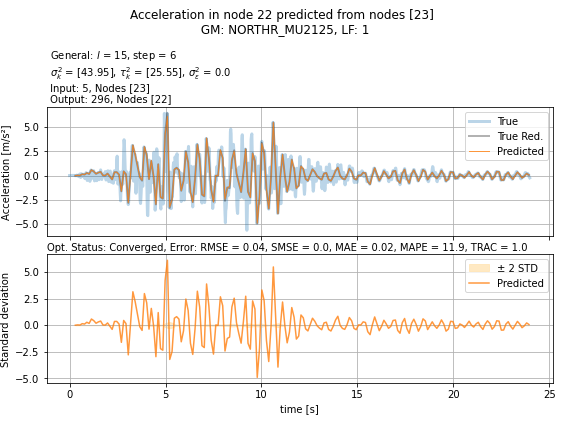 Acceleration in node 22 predicted from nodes [23]
GM: NORTHR_MU2125, LF: 1
General: l = 15, step = 6
σ²ₖ = [43.95], τ²ₖ = [25.55], σ²ₑ = 0.0
Input: 5, Nodes [23]
Output: 296, Nodes [22]
Acceleration [m/s²]
5.0
2.5
0.0
−2.5
−5.0
True
True Red.
Predicted
Opt. Status: Converged, Error: RMSE = 0.04, SMSE = 0.0, MAE = 0.02, MAPE = 11.9, TRAC = 1.0
Standard deviation
5.0
2.5
0.0
−2.5
−5.0
± 2 STD
Predicted
0
5
10
15
20
25
time [s]